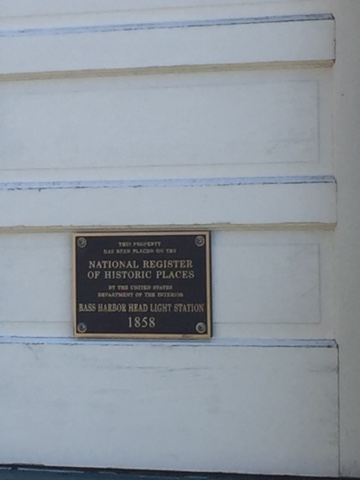 THIS PROPERTY
HAS BEEN PLACED ON THE
NATIONAL REGISTER
OF HISTORIC PLACES
BY THE UNITED STATES
DEPARTMENT OF THE INTERIOR
BASS HARBOR HEAD LIGHT STATION
1858